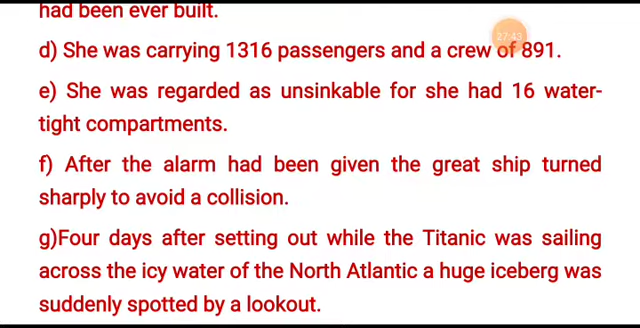 had been ever built.
27:43
d) She was carrying 1316 passengers and a crew of 891.
e) She was regarded as unsinkable for she had 16 water-
tight compartments.
f) After the alarm had been given the great ship turned
sharply to avoid a collision.
g)Four days after setting out while the Titanic was sailing
across the icy water of the North Atlantic a huge iceberg was
suddenly spotted by a lookout.